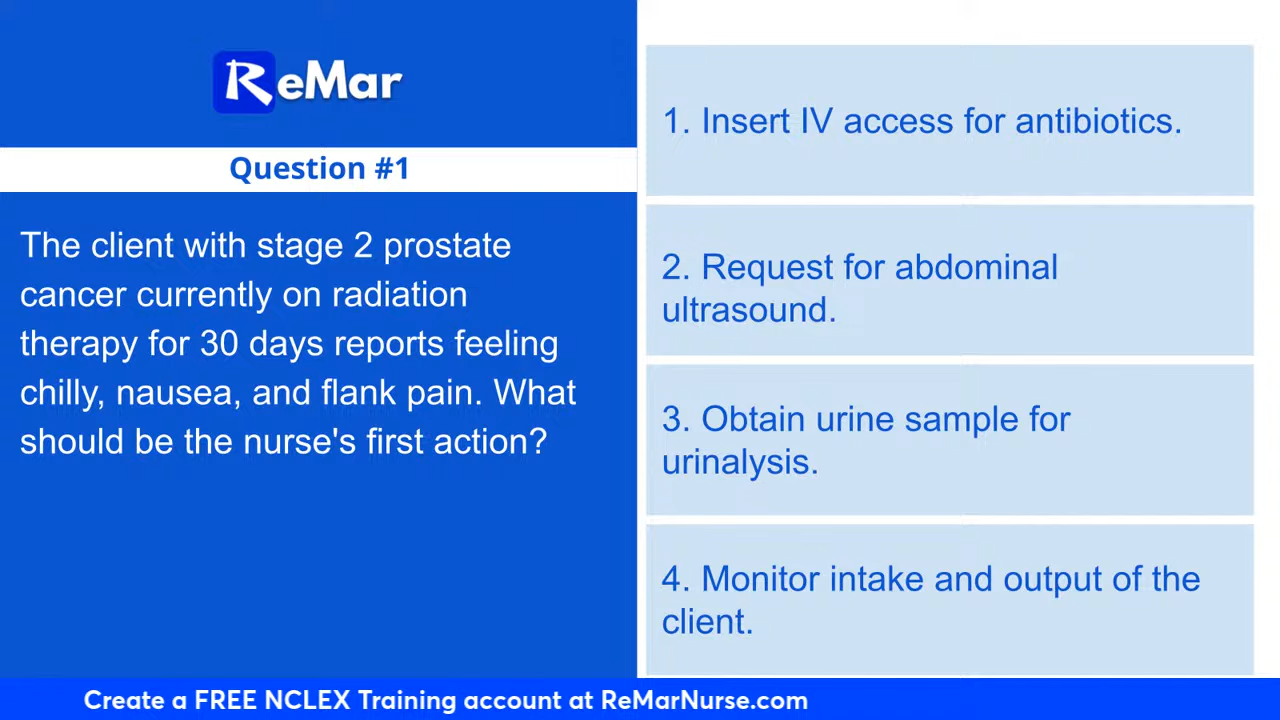 ReMar
Question #1
The client with stage 2 prostate
cancer currently on radiation
therapy for 30 days reports feeling
chilly, nausea, and flank pain. What
should be the nurse's first action?
1. Insert IV access for antibiotics.
2. Request for abdominal
ultrasound.
3. Obtain urine sample for
urinalysis.
4. Monitor intake and output of the
client.
Create a FREE NCLEX Training account at ReMarNurse.com